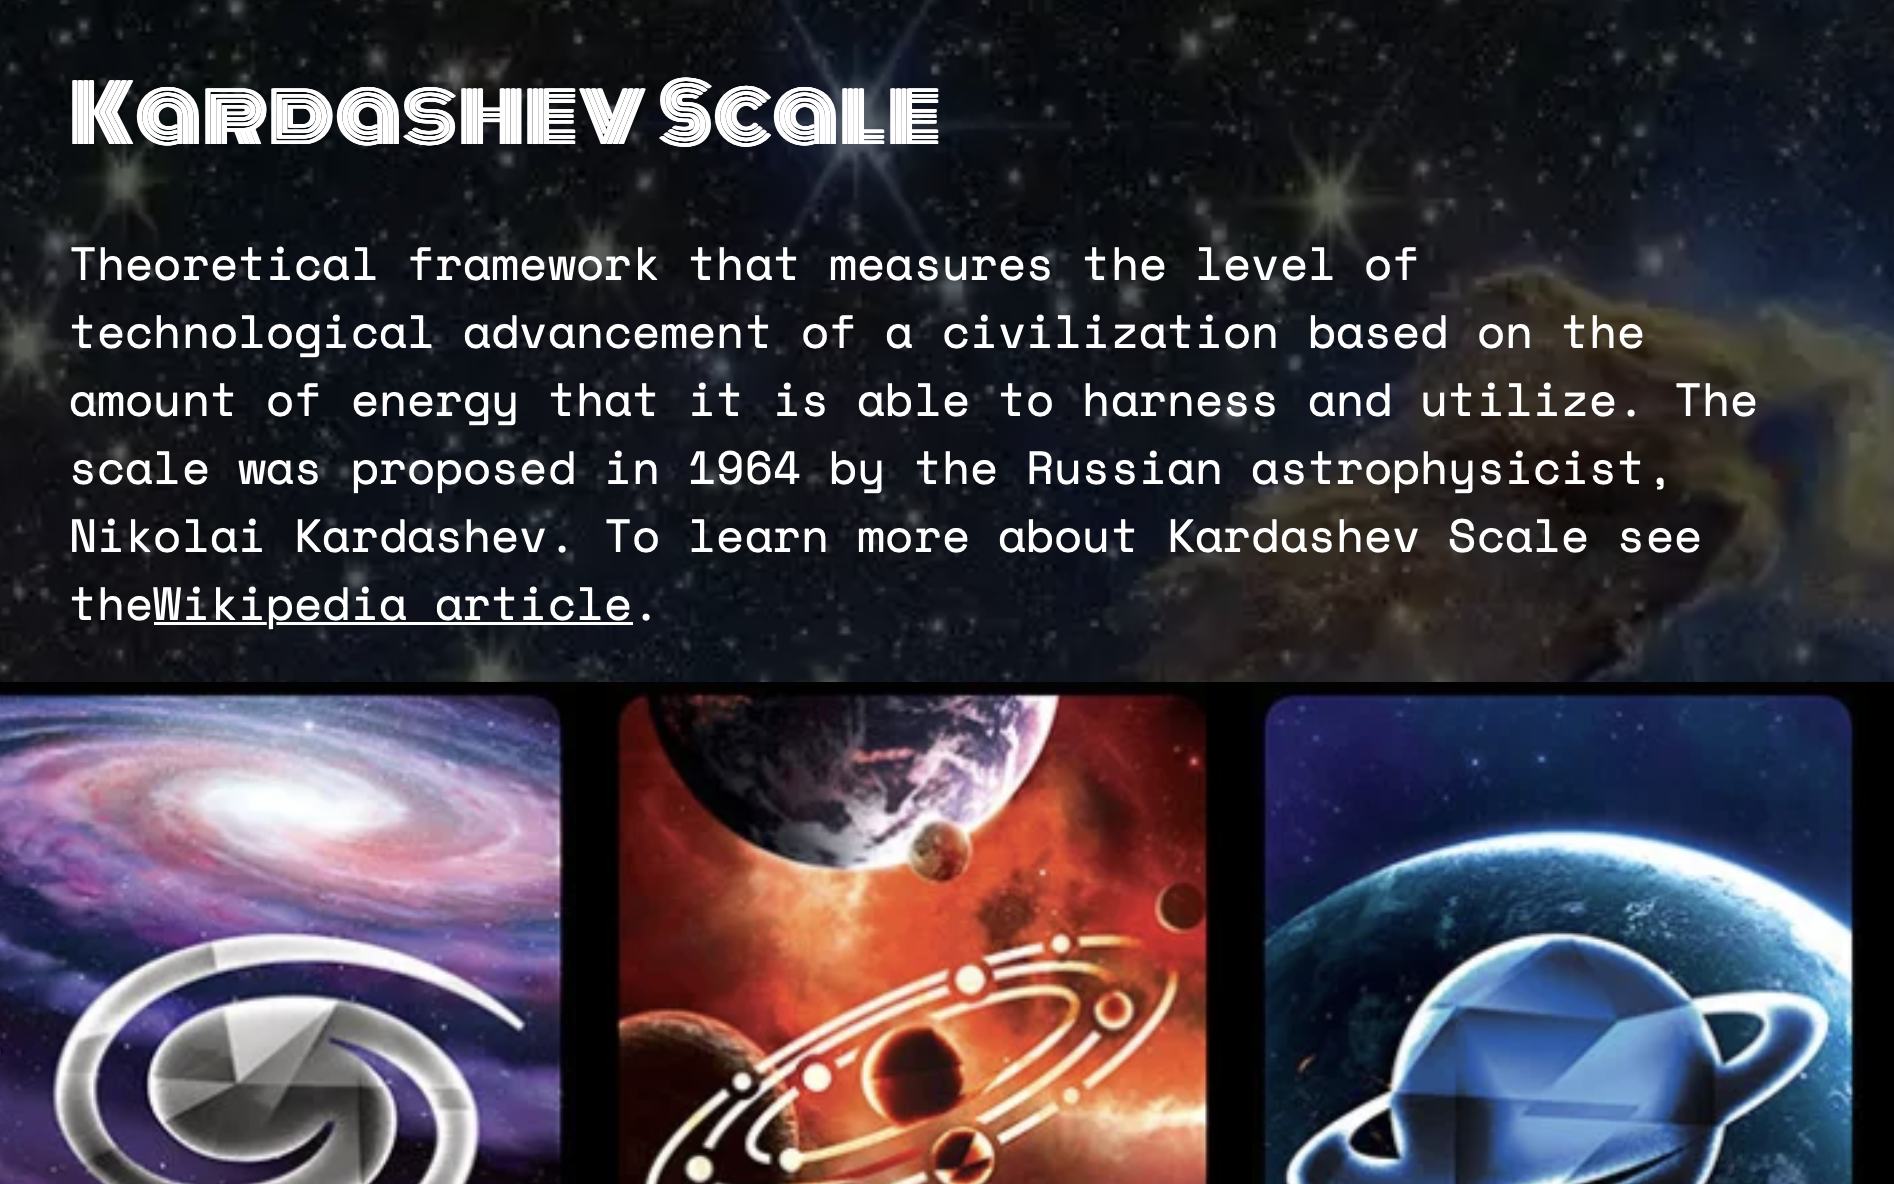 Kardashev Scale
Theoretical framework that measures the level of
technological advancement of a civilization based on the
amount of energy that it is able to harness and utilize. The
scale was proposed in 1964 by the Russian astrophysicist,
Nikolai Kardashev. To learn more about Kardashev Scale see
theWikipedia article.